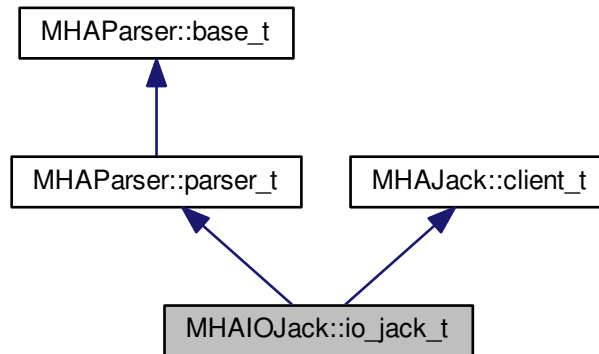 MHAParser::base_t
MHAParser::parser_t
MHAJack::client_t
MHAIOJack::io_jack_t